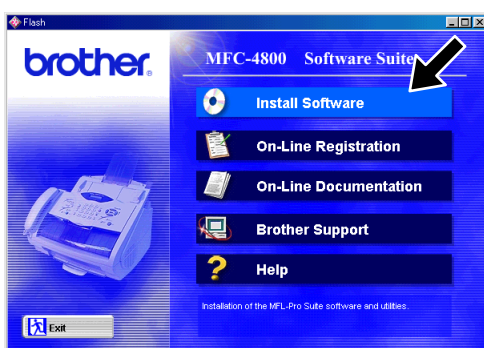 Flash
brother.
MFC-4800 Software Suite
Install Software
On-Line Registration
On-Line Documentation
Brother Support
Help
Installation of the MFL-Pro Suite software and utilities.
Exit